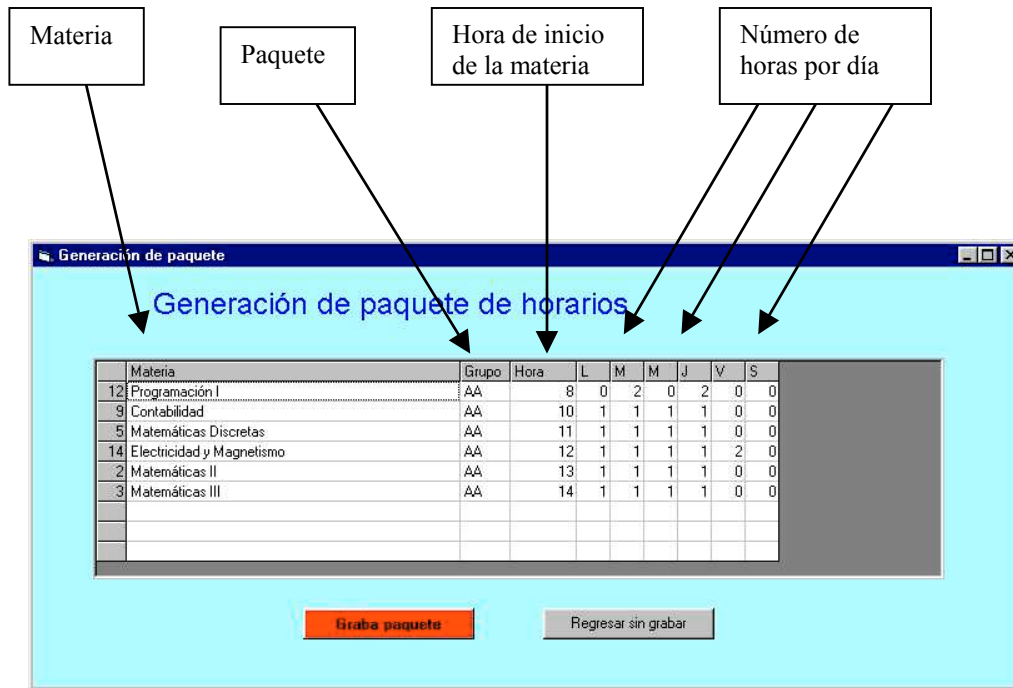 Materia
Paquete
Hora de inicio
de la materia
Número de
horas por día
Generación de paquete
Generación de paquete de horarios
Materia Grupo Hora L M M J V S
12 Programación I AA 8 0 2 0 2 0 0
9 Contabilidad AA 10 1 1 1 1 0 0
5 Matemáticas Discretas AA 11 1 1 1 1 0 0
14 Electricidad y Magnetismo AA 12 1 1 1 1 2 0
2 Matemáticas II AA 13 1 1 1 1 0 0
3 Matemáticas III AA 14 1 1 1 1 0 0
Graba paquete Regresar sin grabar